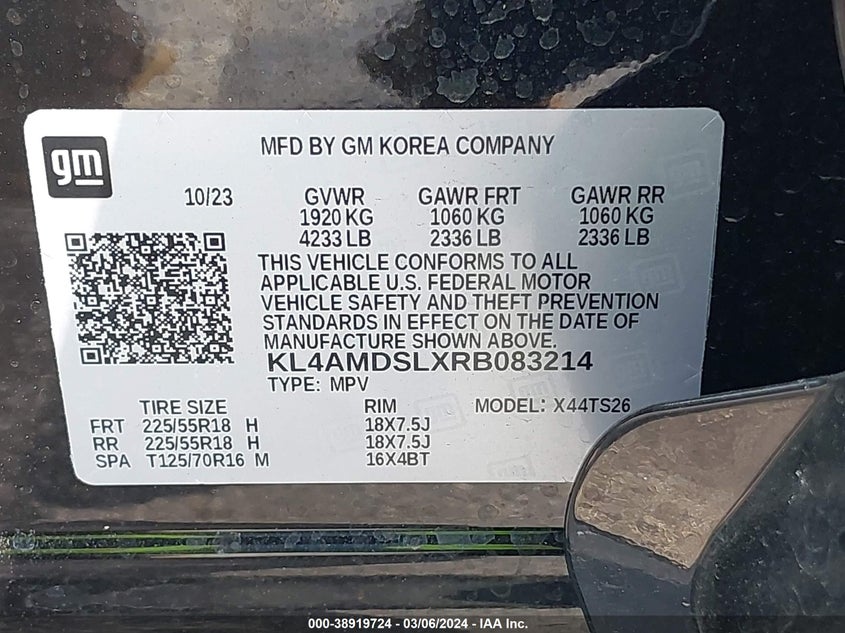 gm
MFD BY GM KOREA COMPANY
10/23 GVWR GAWR FRT GAWR RR
1920 KG 1060 KG 1060 KG
4233 LB 2336 LB 2336 LB
THIS VEHICLE CONFORMS TO ALL
APPLICABLE U.S. FEDERAL MOTOR
VEHICLE SAFETY AND THEFT PREVENTION
STANDARDS IN EFFECT ON THE DATE OF
MANUFACTURE SHOWN ABOVE.
KL4AMDSLXRB083214
TYPE: MPV
TIRE SIZE RIM MODEL: X44TS26
FRT 225/55R18 H 18X7.5J
RR 225/55R18 H 18X7.5J
SPA T125/70R16 M 16X4BT
000-38919724 - 03/06/2024 - © IAA Inc.